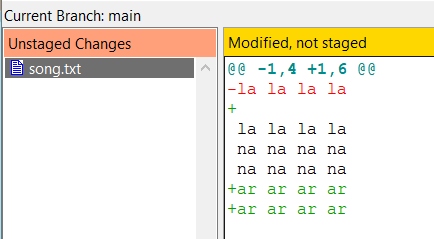 Current Branch: main
Unstaged Changes
song.txt
Modified, not staged
@@ -1,4 +1,6 @@
-la la la la
+
 la la la la
 na na na na
 na na na na
+ar ar ar ar
+ar ar ar ar